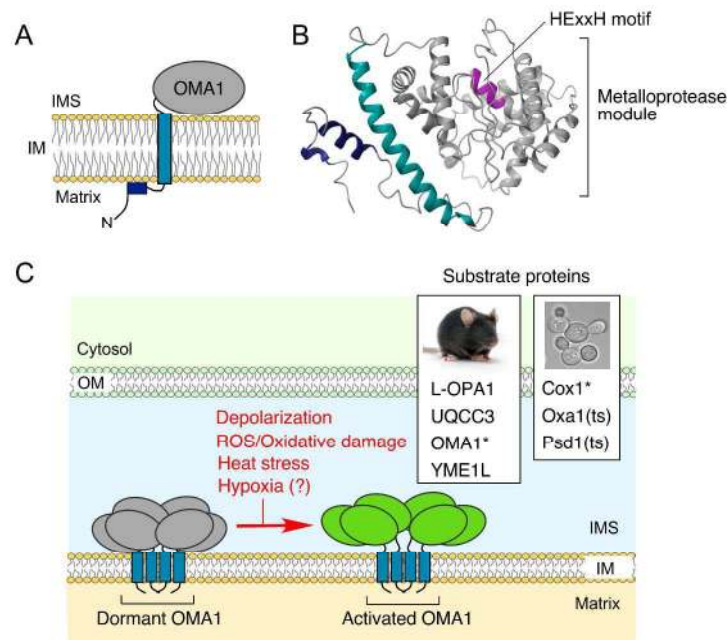 A
OMA1
IMS
IM
Matrix
N
B
HExxH motif
Metalloprotease
module
C
Substrate proteins
L-OPA1
UQCC3
OMA1*
YME1L
Cox1*
Oxa1(ts)
Psd1(ts)
Cytosol
OM
Depolarization
ROS/Oxidative damage
Heat stress
Hypoxia (?)
IMS
IM
Matrix
Dormant OMA1
Activated OMA1